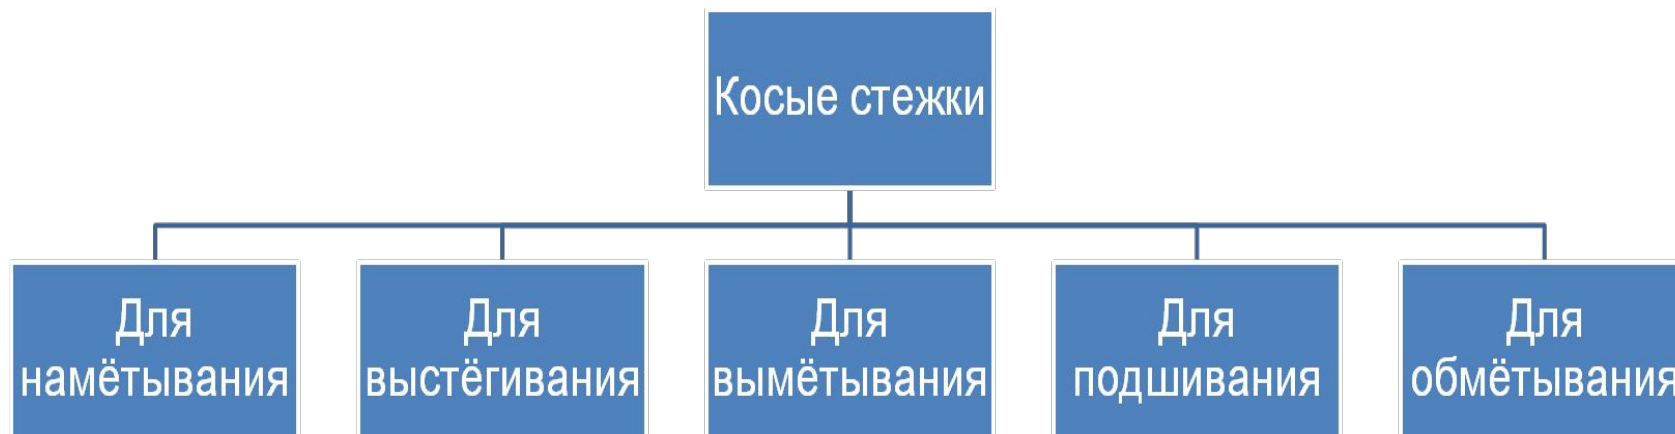 Косые стежки
Для
намётывания
Для
выстёгивания
Для
вымётывания
Для
подшивания
Для
обмётывания